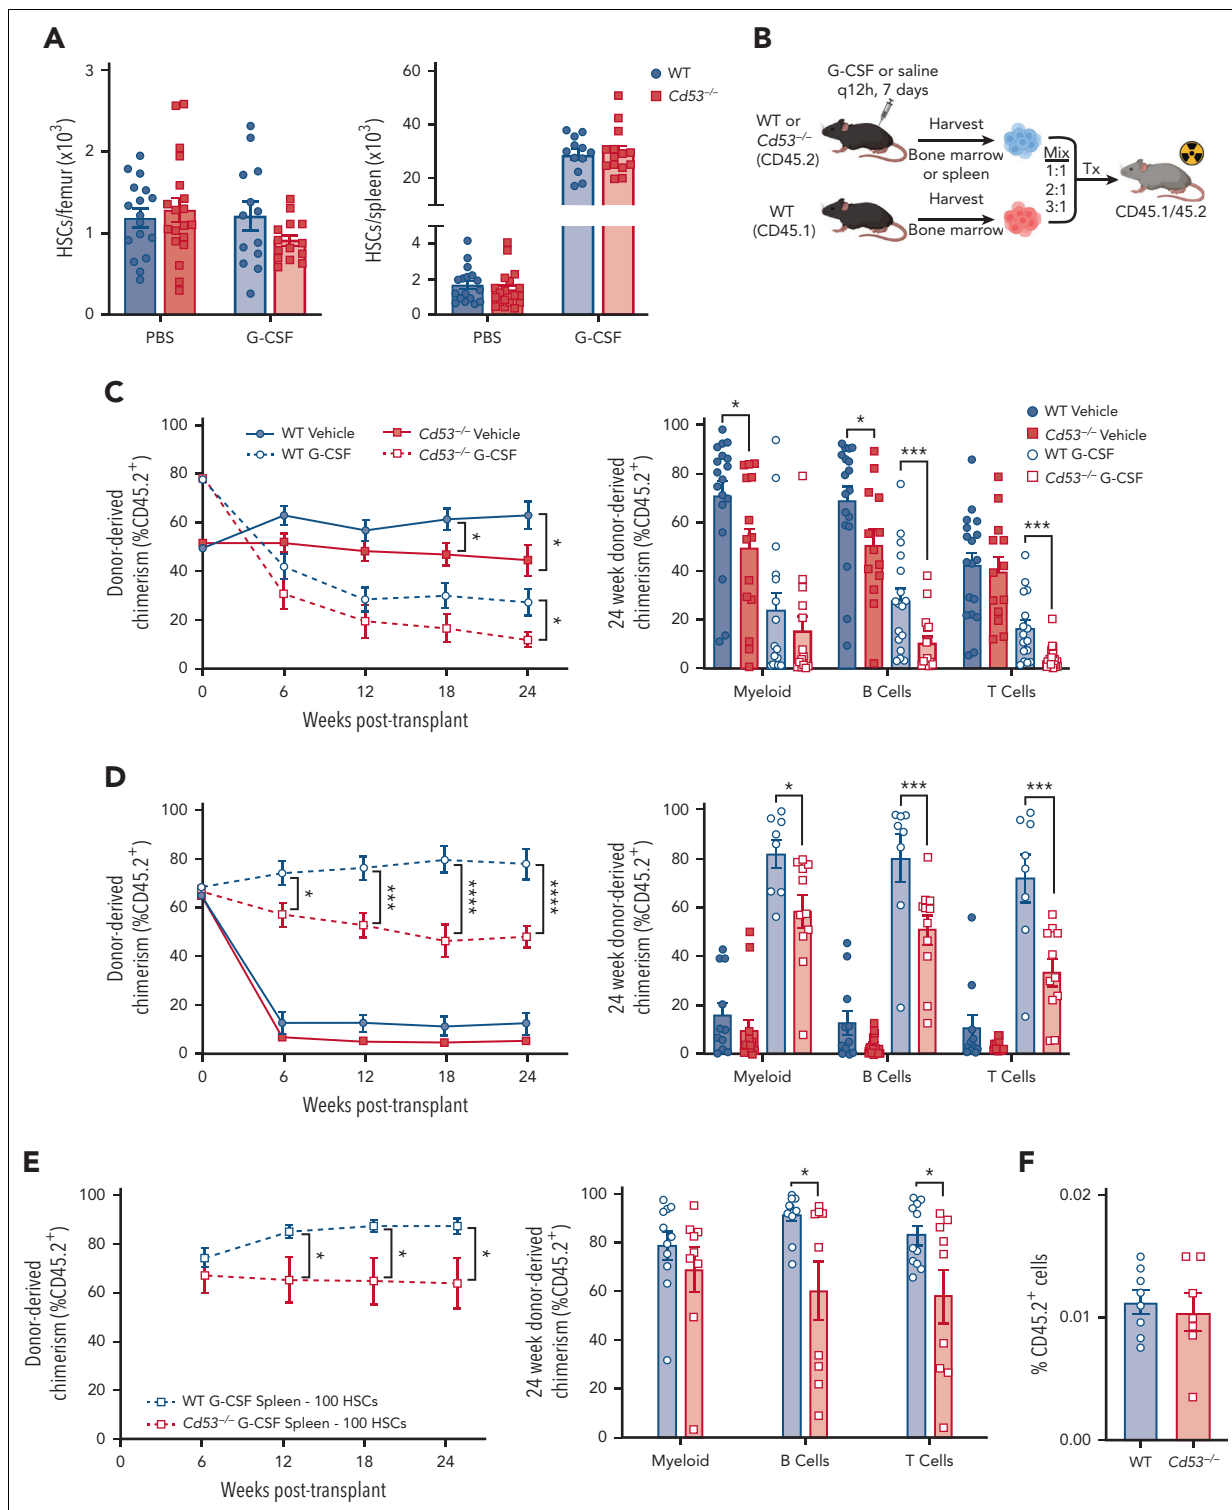 A
HSCs/femur (x10³)
3
2
1
0
PBS
G-CSF
HSCs/spleen (x10³)
60
40
20
4
2
0
PBS
G-CSF
WT
Cd53⁻/⁻
B
G-CSF or saline
q12h, 7 days
WT or
Cd53⁻/⁻
(CD45.2)
Harvest
Bone marrow
or spleen
WT
(CD45.1)
Harvest
Bone marrow
Mix
1:1
2:1
3:1
Tx
CD45.1/45.2
C
Donor-derived
chimerism (%CD45.2⁺)
100
80
60
40
20
0
WT Vehicle
Cd53⁻/⁻ Vehicle
WT G-CSF
Cd53⁻/⁻ G-CSF
*
*
*
0
6
12
18
24
Weeks post-transplant
24 week donor-derived
chimerism (%CD45.2⁺)
100
80
60
40
20
0
*
*
***
***
WT Vehicle
Cd53⁻/⁻ Vehicle
WT G-CSF
Cd53⁻/⁻ G-CSF
Myeloid
B Cells
T Cells
D
Donor-derived
chimerism (%CD45.2⁺)
100
80
60
40
20
0
*
***
****
****
0
6
12
18
24
Weeks post-transplant
24 week donor-derived
chimerism (%CD45.2⁺)
100
80
60
40
20
0
*
***
***
Myeloid
B Cells
T Cells
E
Donor-derived
chimerism (%CD45.2⁺)
100
80
60
40
20
0
*
*
*
WT G-CSF Spleen - 100 HSCs
Cd53⁻/⁻ G-CSF Spleen - 100 HSCs
0
6
12
18
24
Weeks post-transplant
24 week donor-derived
chimerism (%CD45.2⁺)
100
80
60
40
20
0
*
*
Myeloid
B Cells
T Cells
F
% CD45.2⁺ cells
0.02
0.01
0.00
WT
Cd53⁻/⁻